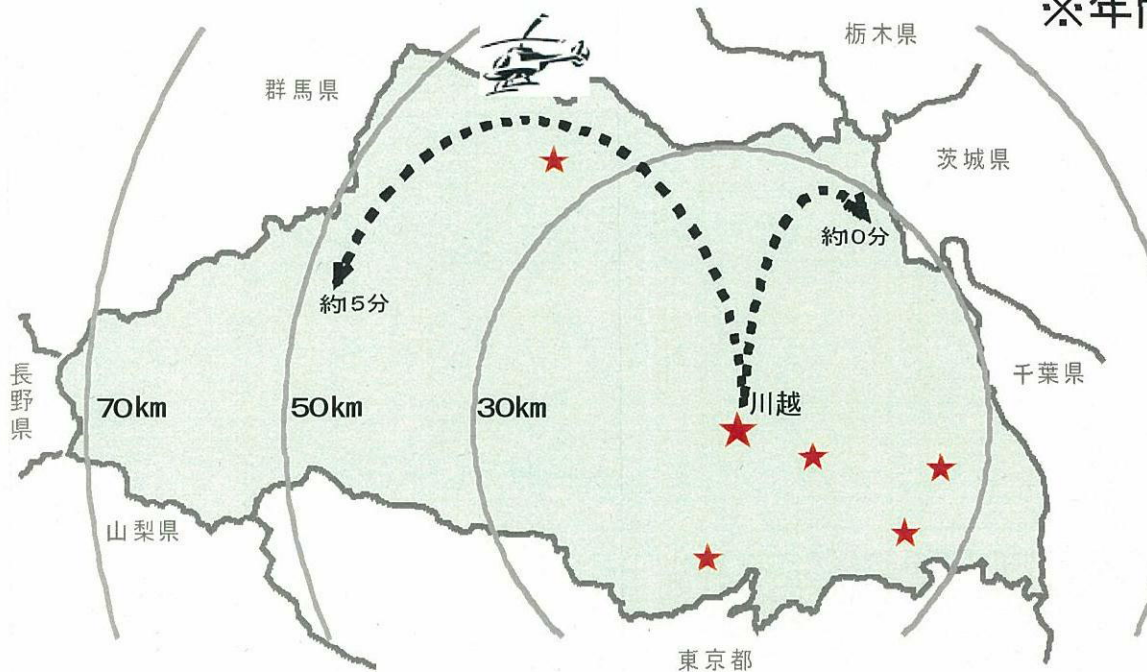 ※年
栃木県
群馬県
茨城県
約10分
約15分
千葉県
長野県
70km
50km
30km
川越
山梨県
東京都